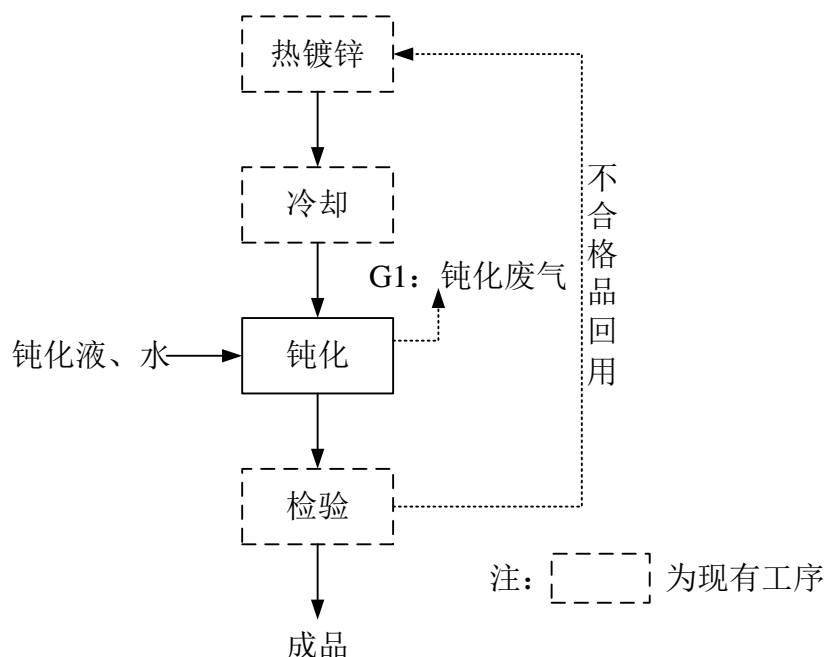 热镀锌
冷却
G1：钝化废气
钝化液、水
钝化
不合格品回用
检验
注：
为现有工序
成品